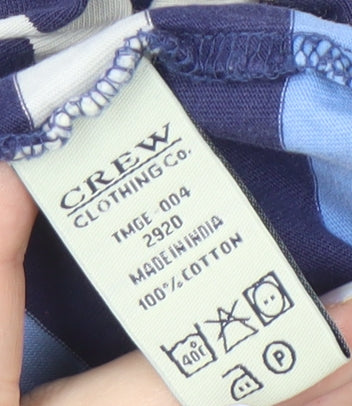 CREW
CLOTHING Co.
TMGE-004
2920
MADE IN INDIA
100% COTTON
40°
P